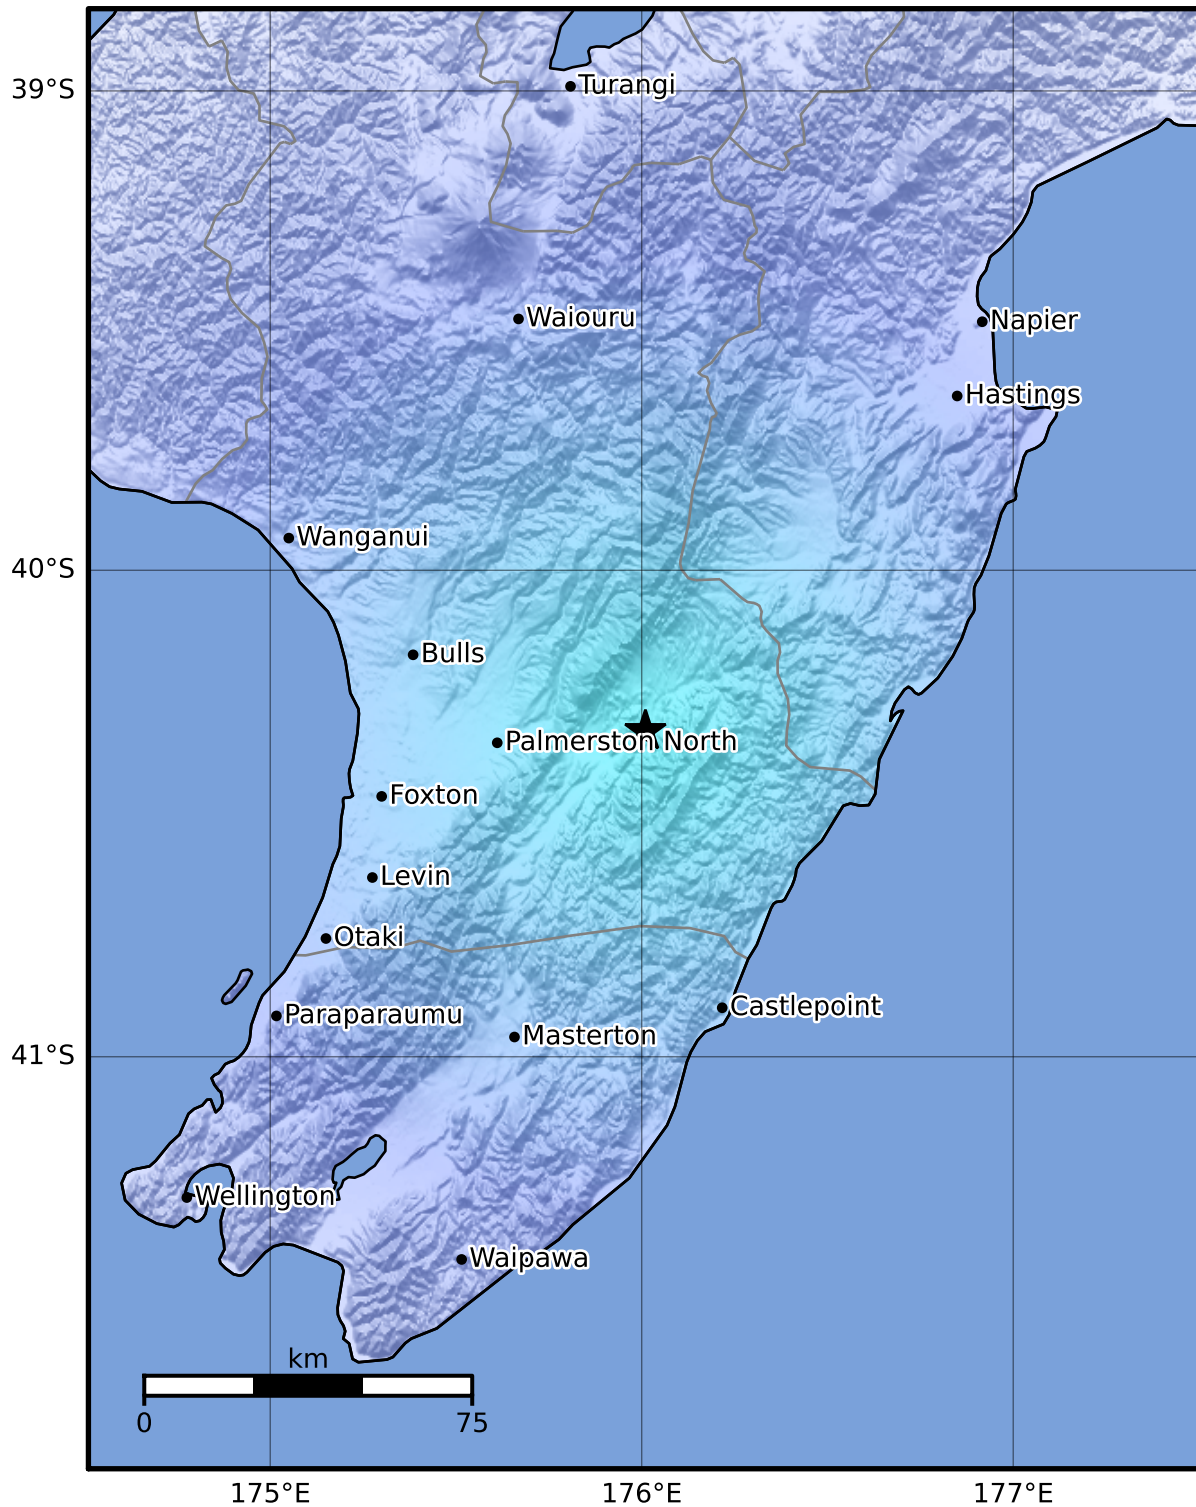 39°S
Turangi
Waiouru
Napier
Hastings
Wanganui
40°S
Bulls
Palmerston North
Foxton
Levin
Otaki
Castlepoint
Paraparaumu
Masterton
41°S
Wellington
Waipawa
km
0 75
175°E 176°E 177°E